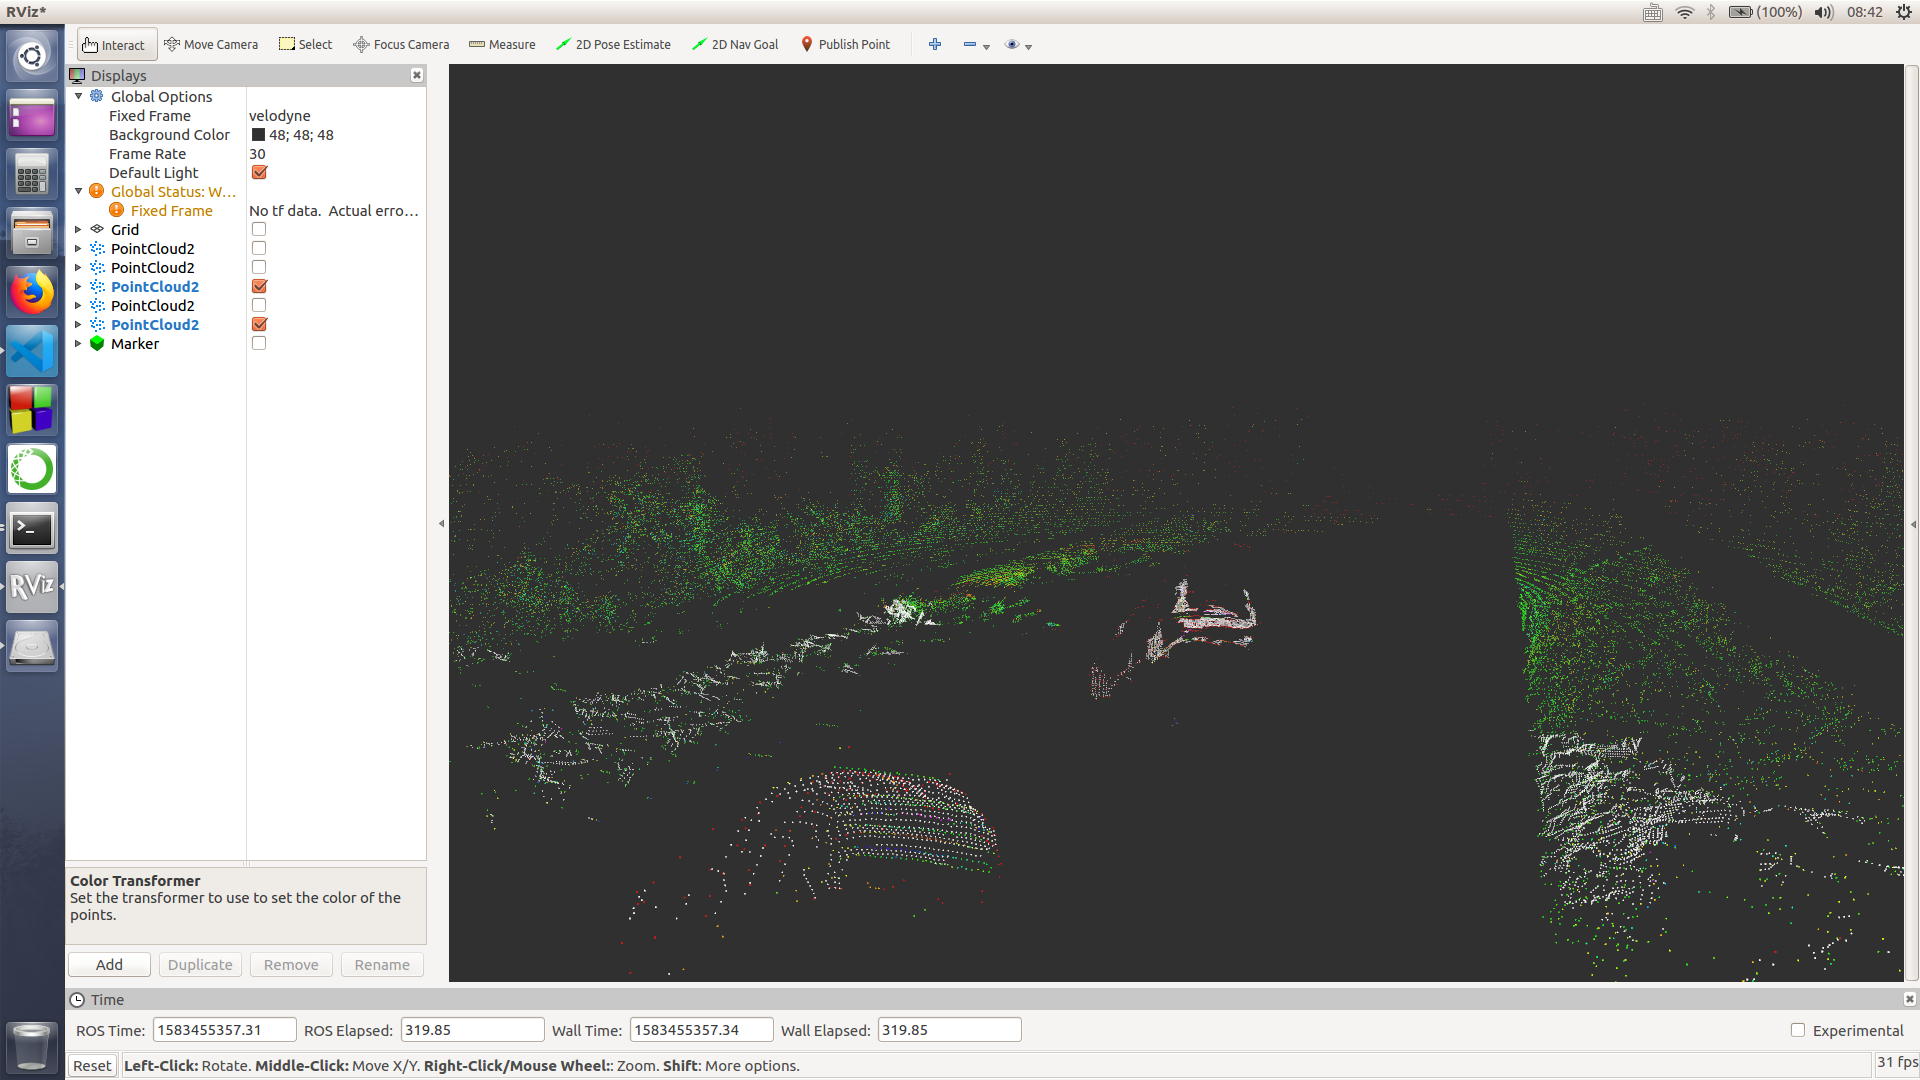 RViz*
(100%)
08:42
Interact
Move Camera
Select
Focus Camera
Measure
2D Pose Estimate
2D Nav Goal
Publish Point
Displays
Global Options
Fixed Frame velodyne
Background Color 48; 48; 48
Frame Rate 30
Default Light
Global Status: W...
Fixed Frame No tf data. Actual erro...
Grid
PointCloud2
PointCloud2
PointCloud2
PointCloud2
PointCloud2
Marker
RViz
Color Transformer
Set the transformer to use to set the color of the
points.
Add
Duplicate
Remove
Rename
Time
ROS Time: 1583455357.31
ROS Elapsed: 319.85
Wall Time: 1583455357.34
Wall Elapsed: 319.85
Experimental
Reset
Left-Click: Rotate. Middle-Click: Move X/Y. Right-Click/Mouse Wheel:: Zoom. Shift: More options.
31 fps